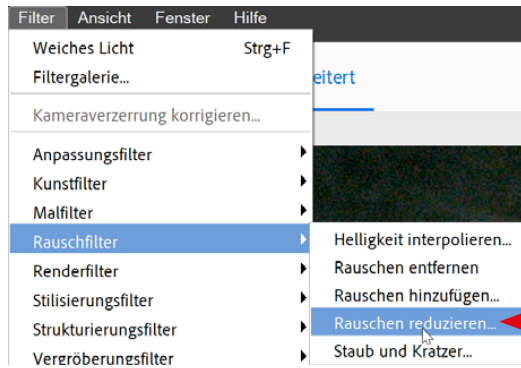 Filter Ansicht Fenster Hilfe
Weiches Licht Strg+F
Filtergalerie...
eitert
Kameraverzerrung korrigieren...
Anpassungsfilter
Kunstfilter
Malfilter
Rauschfilter
Helligkeit interpolieren...
Renderfilter
Rauschen entfernen
Stilisierungsfilter
Rauschen hinzufügen...
Strukturierungsfilter
Rauschen reduzieren...
Vergröberungsfilter
Staub und Kratzer...